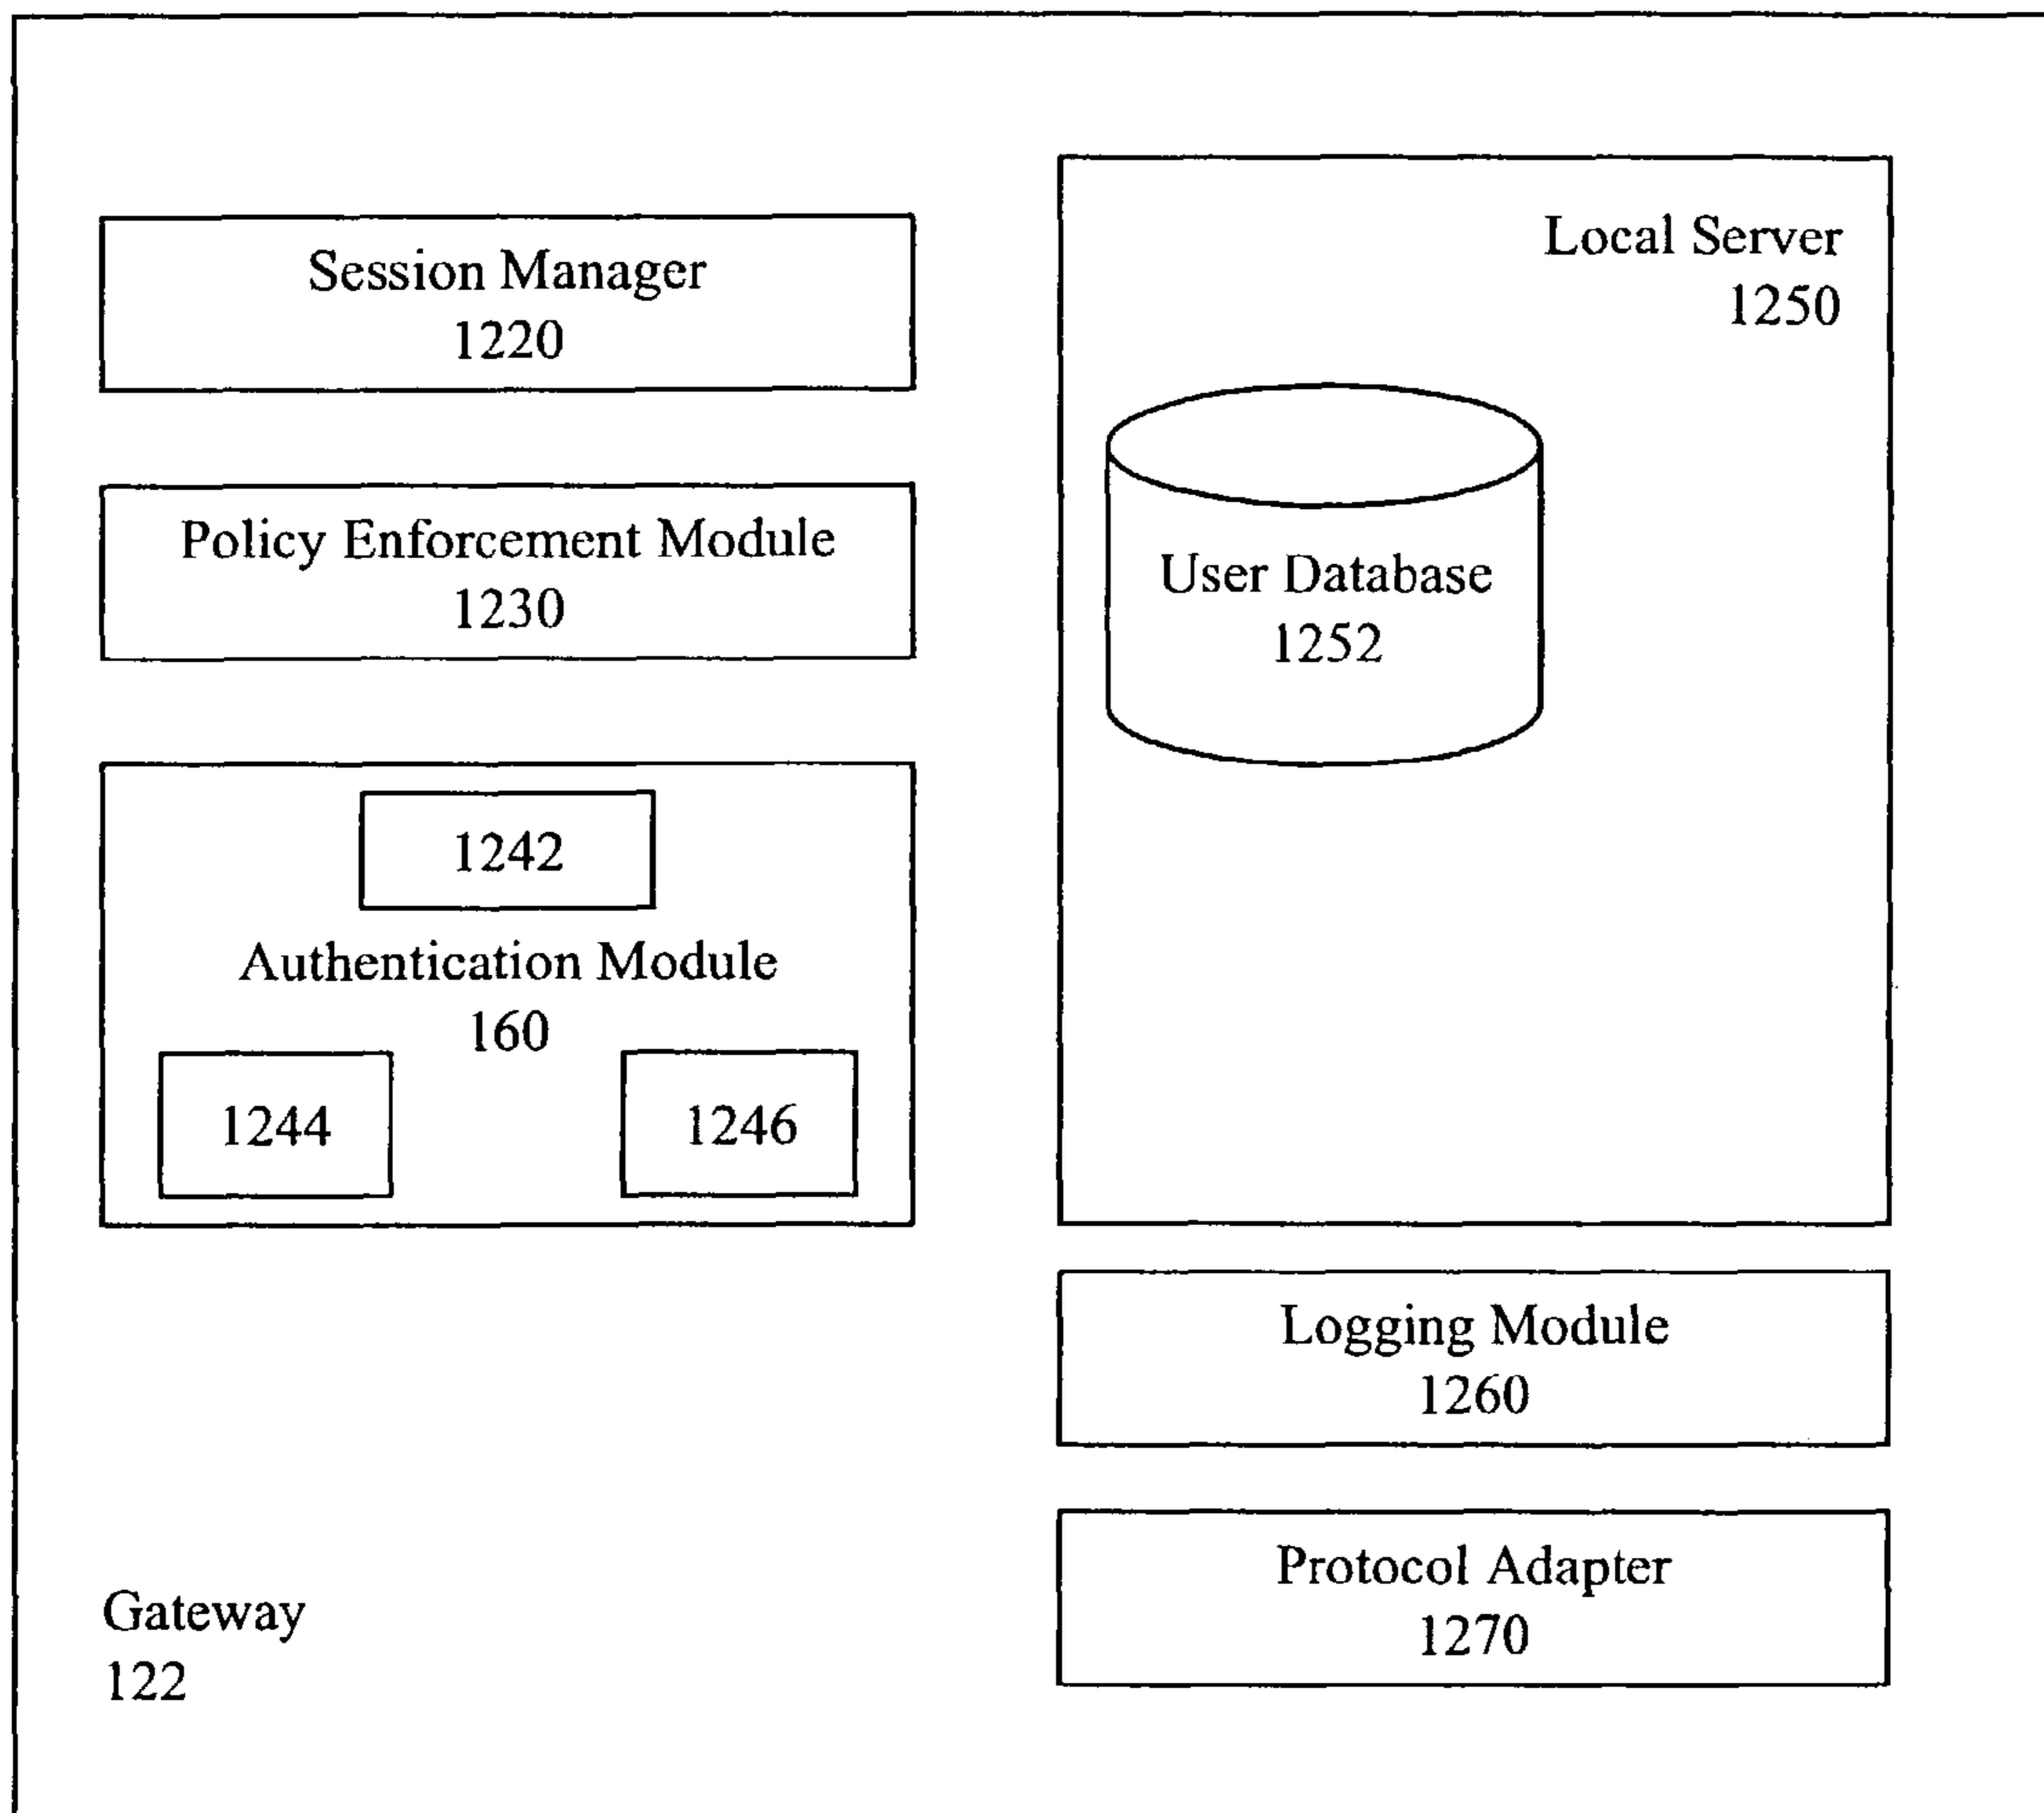 Session Manager
1220
Policy Enforcement Module
1230
1242
Authentication Module
160
1244
1246
Local Server
1250
User Database
1252
Logging Module
1260
Protocol Adapter
1270
Gateway
122